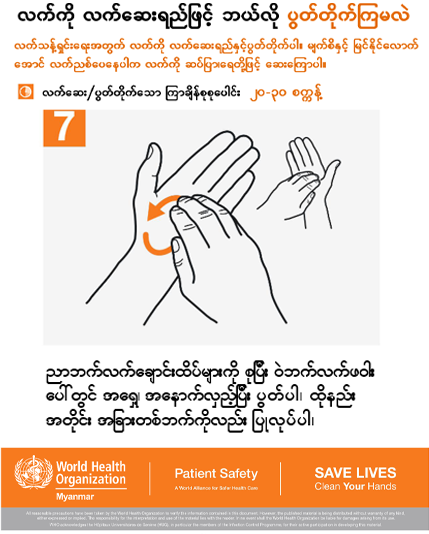 လက်ကို လက်ဆေးရည်ဖြင့် ဘယ်လို ပွတ်တိုက်ကြမလဲ
လက်သန့်ရှင်းရေးအတွက် လက်ကို လက်ဆေးရည်နှင့်ပွတ်တိုက်ပါ။ မျက်စိနှင့် မြင်နိုင်လောက်
အောင် လက်ညစ်ပေနေပါက လက်ကို ဆပ်ပြာရေတို့ဖြင့် ဆေးကြောပါ။
လက်ဆေး/ပွတ်တိုက်သော ကြာချိန်စုစုပေါင်း ၂၀-၃၀ စက္ကန့်
7
ညာဘက်လက်ချောင်းထိပ်များကို စုပြီး ဝဲဘက်လက်ဖဝါး
ပေါ်တွင် အရှေ့၊ အနောက်လှည့်ပြီး ပွတ်ပါ၊ ထိုနည်း
အတိုင်း အခြားတစ်ဘက်ကိုလည်း ပြုလုပ်ပါ၊
World Health
Organization
Myanmar
Patient Safety
A World Alliance for Safer Health Care
SAVE LIVES
Clean Your Hands